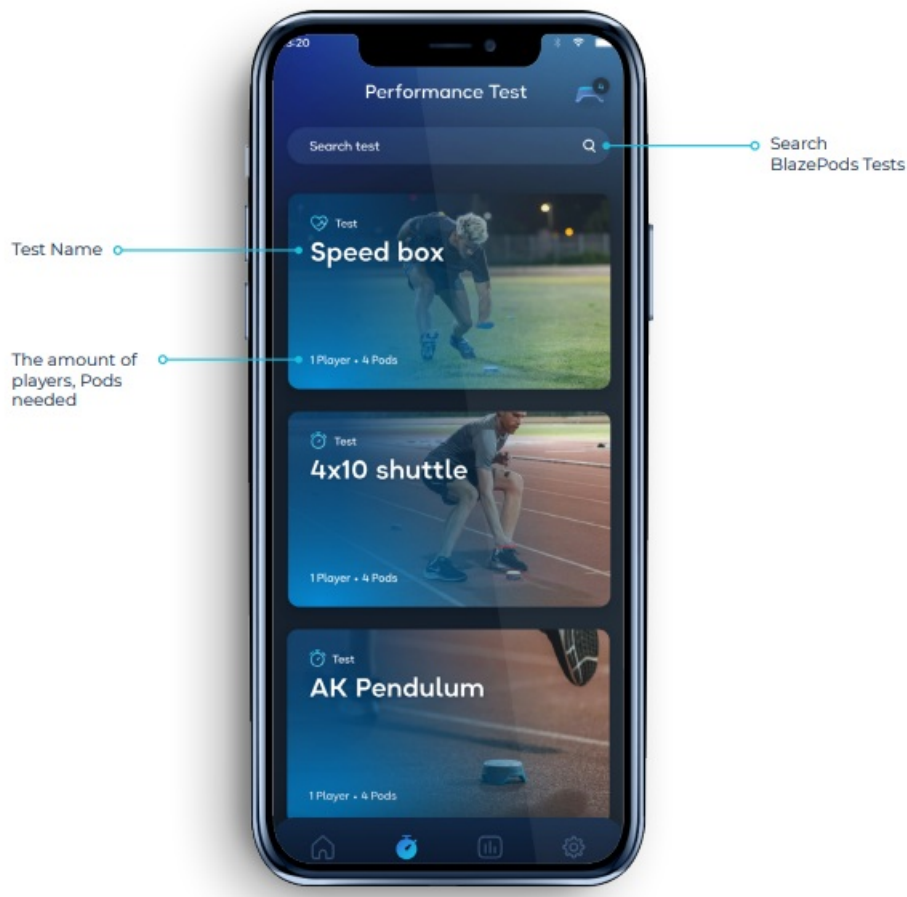 3:20
Performance Test
4
Search test
Search
BlazePods Tests
Test
Test Name
Speed box
The amount of
players, Pods
needed
1 Player • 4 Pods
Test
4x10 shuttle
1 Player • 4 Pods
Test
AK Pendulum
1 Player • 4 Pods